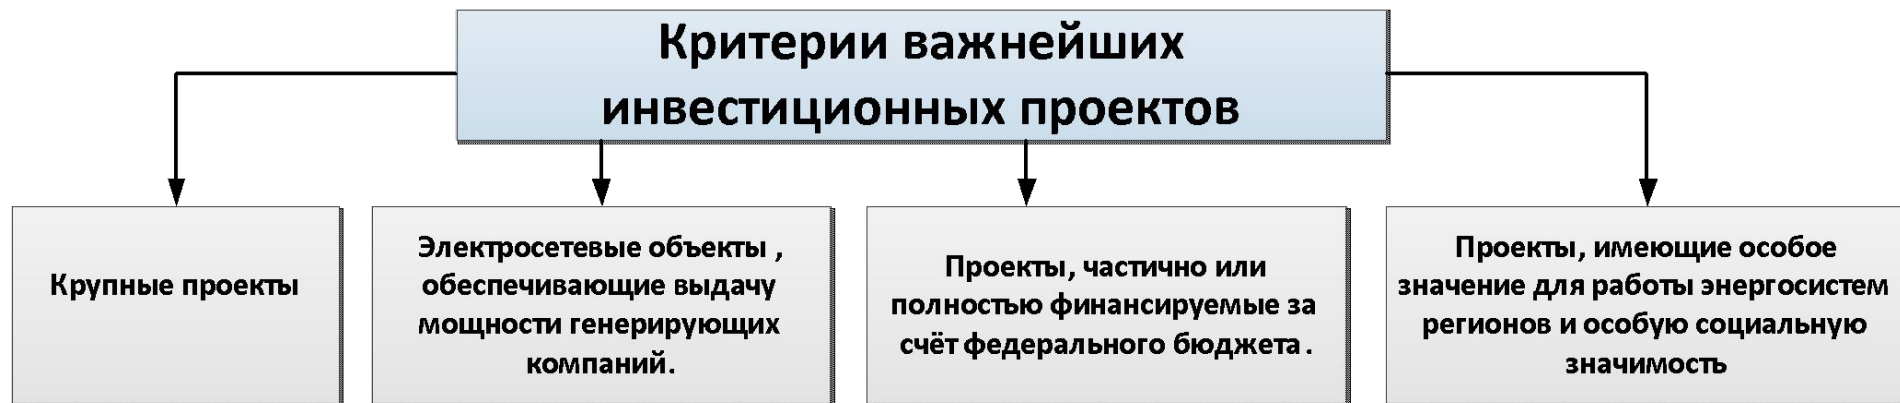 Критерии важнейших
инвестиционных проектов
Крупные проекты
Электросетевые объекты ,
обеспечивающие выдачу
мощности генерирующих
компаний.
Проекты, частично или
полностью финансируемые за
счёт федерального бюджета .
Проекты, имеющие особое
значение для работы энергосистем
регионов и особую социальную
значимость